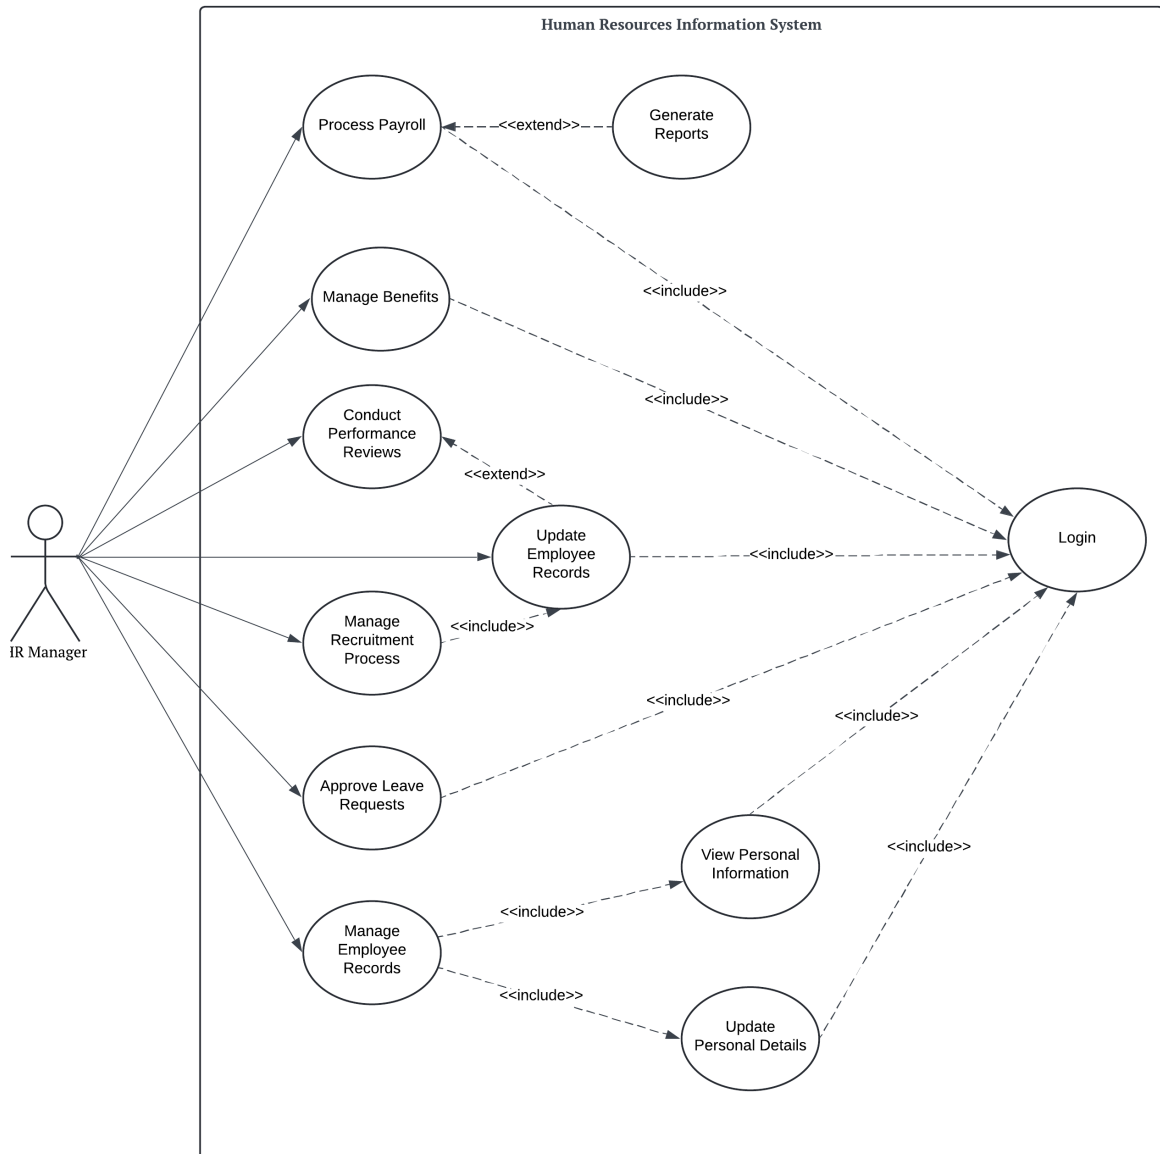 Human Resources Information System
Process Payroll
<<extend>>
Generate
Reports
<<include>>
Manage Benefits
<<include>>
Conduct
Performance
Reviews
<<extend>>
Update
Employee
Records
<<include>>
Login
HR Manager
Manage
Recruitment
Process
<<include>>
<<include>>
<<include>>
Approve Leave
Requests
View Personal
Information
<<include>>
<<include>>
Manage
Employee
Records
<<include>>
Update
Personal Details